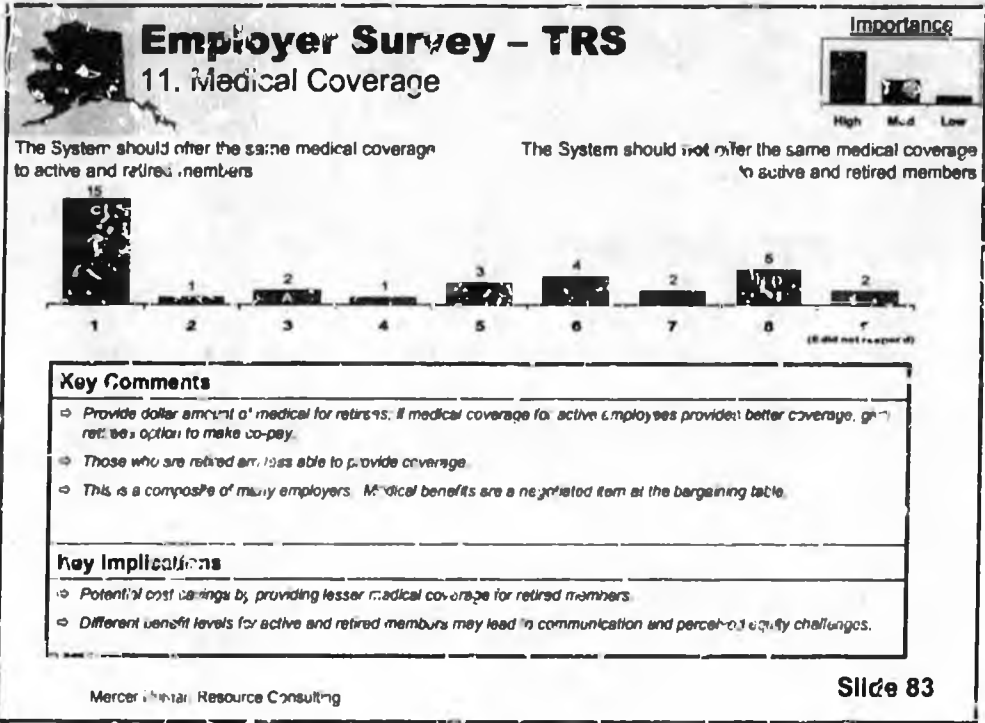 Employer Survey – TRS
11. Medical Coverage
Importance
High Med Low
The System should offer the same medical coverage
to active and retired members
The System should not offer the same medical coverage
to active and retired members
15 1 2 1 3 4 2 5 2
1 2 3 4 5 6 7 8
did not respond)
Key Comments
⇨ Provide dollar amount of medical for retirees; if medical coverage for active employees provided better coverage, give
retirees option to make co-pay.
⇨ Those who are retired are less able to provide coverage.
⇨ This is a composite of many employers. Medical benefits are a negotiated item at the bargaining table.
Key Implications
⇨ Potential cost savings by providing lesser medical coverage for retired members.
⇨ Different benefit levels for active and retired members may lead to communication and perceived equity challenges.
Mercer Human Resource Consulting
Slide 83